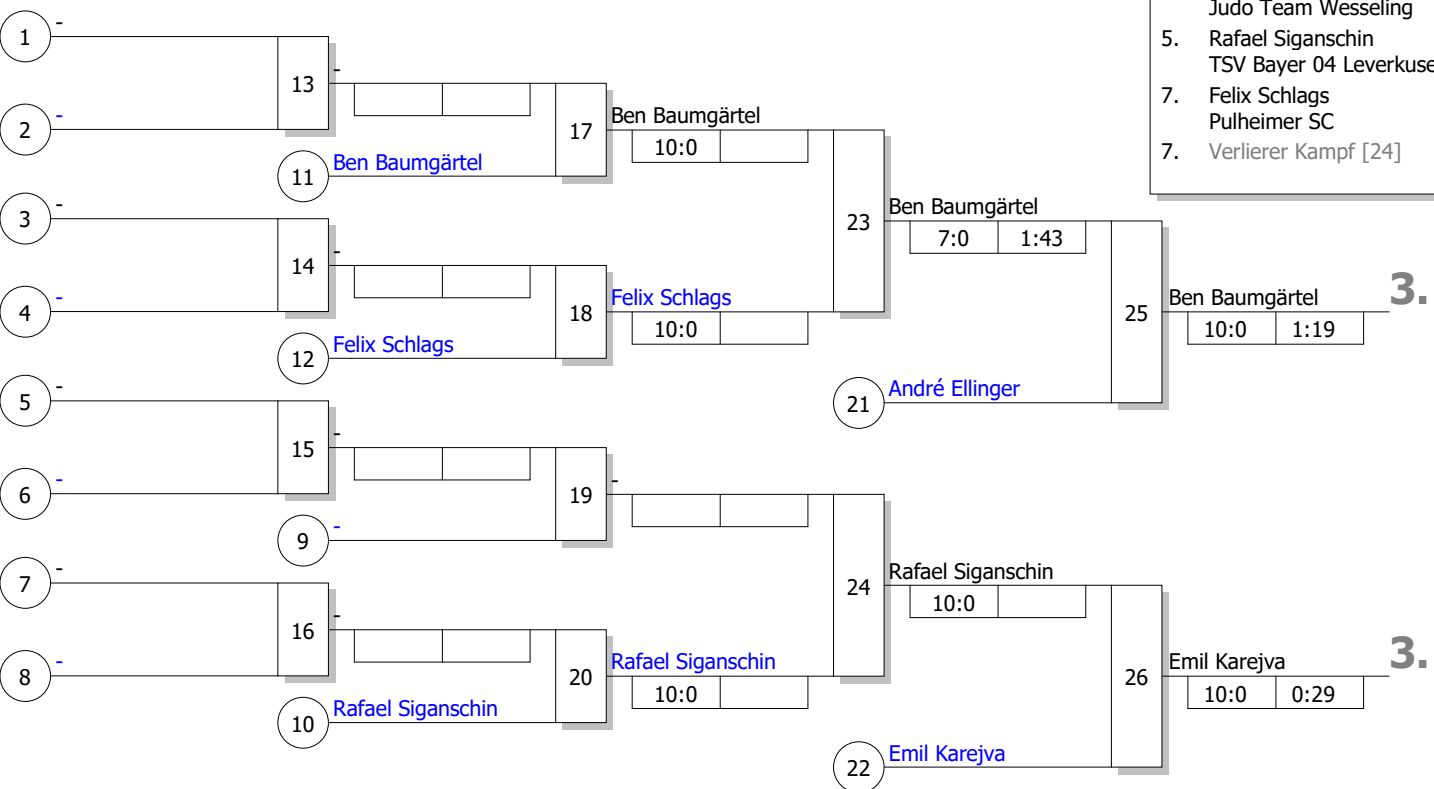 Judo Team Wesseling
5. Rafael Siganschin
TSV Bayer 04 Leverkuse
7. Felix Schlags
Pulheimer SC
7. Verlierer Kampf [24]
1 -
13 -
2 -
17 Ben Baumgärtel
10:0
11 Ben Baumgärtel
3 -
23 Ben Baumgärtel
7:0 1:43
14 -
4 -
18 Felix Schlags
10:0
12 Felix Schlags
25 Ben Baumgärtel 3.
10:0 1:19
21 André Ellinger
5 -
15 -
6 -
19 -
9 -
7 -
24 Rafael Siganschin
10:0
16 -
8 -
20 Rafael Siganschin
10:0
10 Rafael Siganschin
26 Emil Karejva 3.
10:0 0:29
22 Emil Karejva